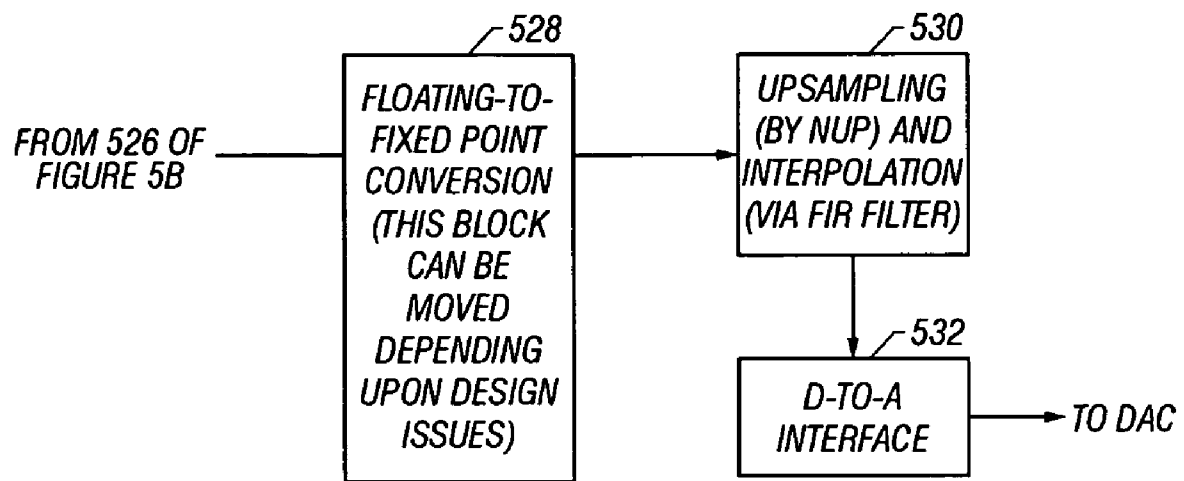 FROM 526 OF
FIGURE 5B
528
FLOATING-TO-
FIXED POINT
CONVERSION
(THIS BLOCK
CAN BE
MOVED
DEPENDING
UPON DESIGN
ISSUES)
530
UPSAMPLING
(BY NUP) AND
INTERPOLATION
(VIA FIR FILTER)
532
D-TO-A
INTERFACE
TO DAC